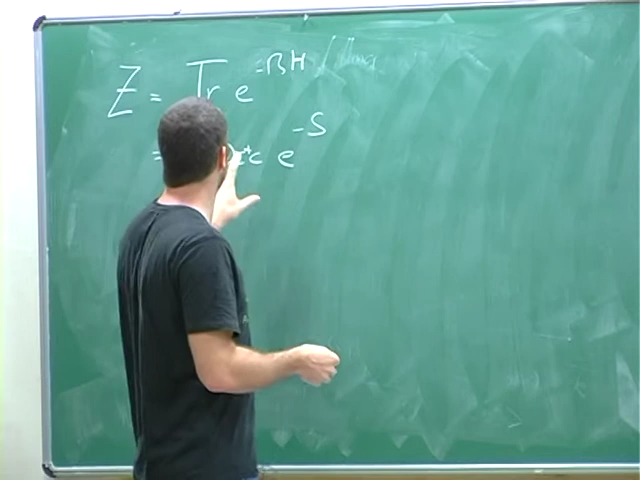 Z = Tr e^{-βH}
= c*c e^{-S}